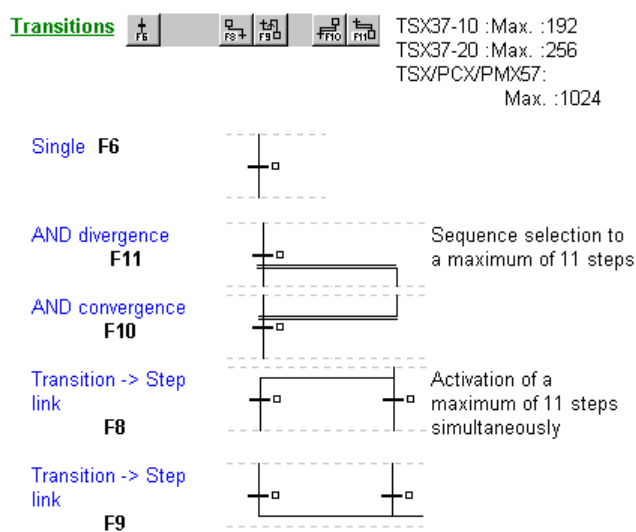 Transitions F6 F8 F9 F10 F11 TSX37-10 :Max. :192
TSX37-20 :Max. :256
TSX/PCX/PMX57:
Max. :1024
Single F6
AND divergence
F11
Sequence selection to
a maximum of 11 steps
AND convergence
F10
Transition -> Step
link
F8
Activation of a
maximum of 11 steps
simultaneously
Transition -> Step
link
F9